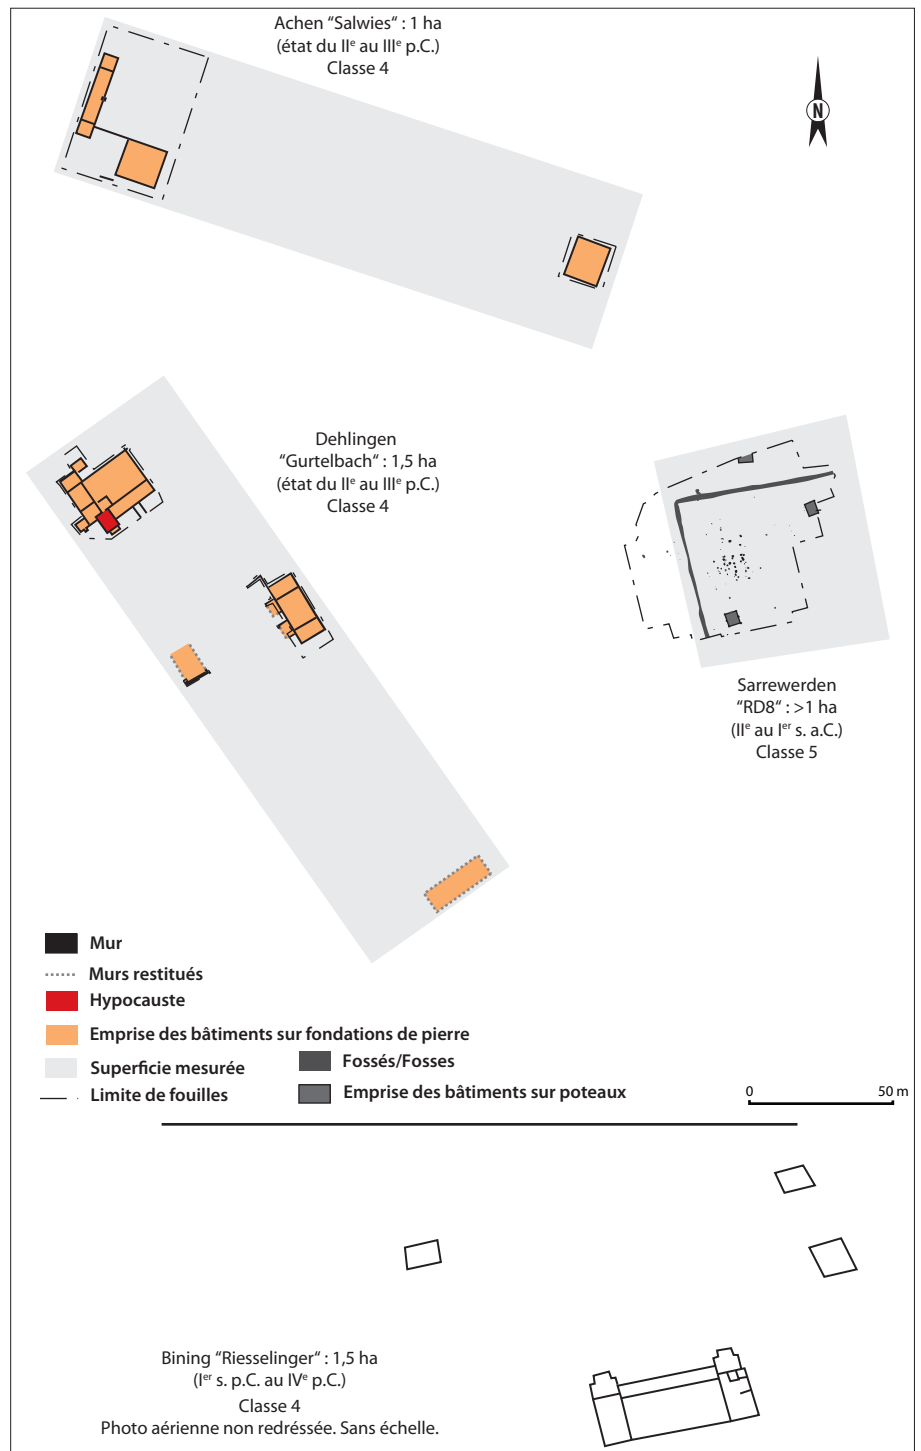 Achen “Salwies“ : 1 ha
(état du IIe au IIIe p.C.)
Classe 4
N
Dehlingen
“Gurtelbach“ : 1,5 ha
(état du IIe au IIIe p.C.)
Classe 4
Sarrewerden
“RD8“ : >1 ha
(IIe au Ier s. a.C.)
Classe 5
Mur
Murs restitués
Hypocauste
Emprise des bâtiments sur fondations de pierre
Superficie mesurée
Limite de fouilles
Fossés/Fosses
Emprise des bâtiments sur poteaux
0 50 m
Bining “Riesselinger“ : 1,5 ha
(Ier s. p.C. au IVe p.C.)
Classe 4
Photo aérienne non redréssée. Sans échelle.